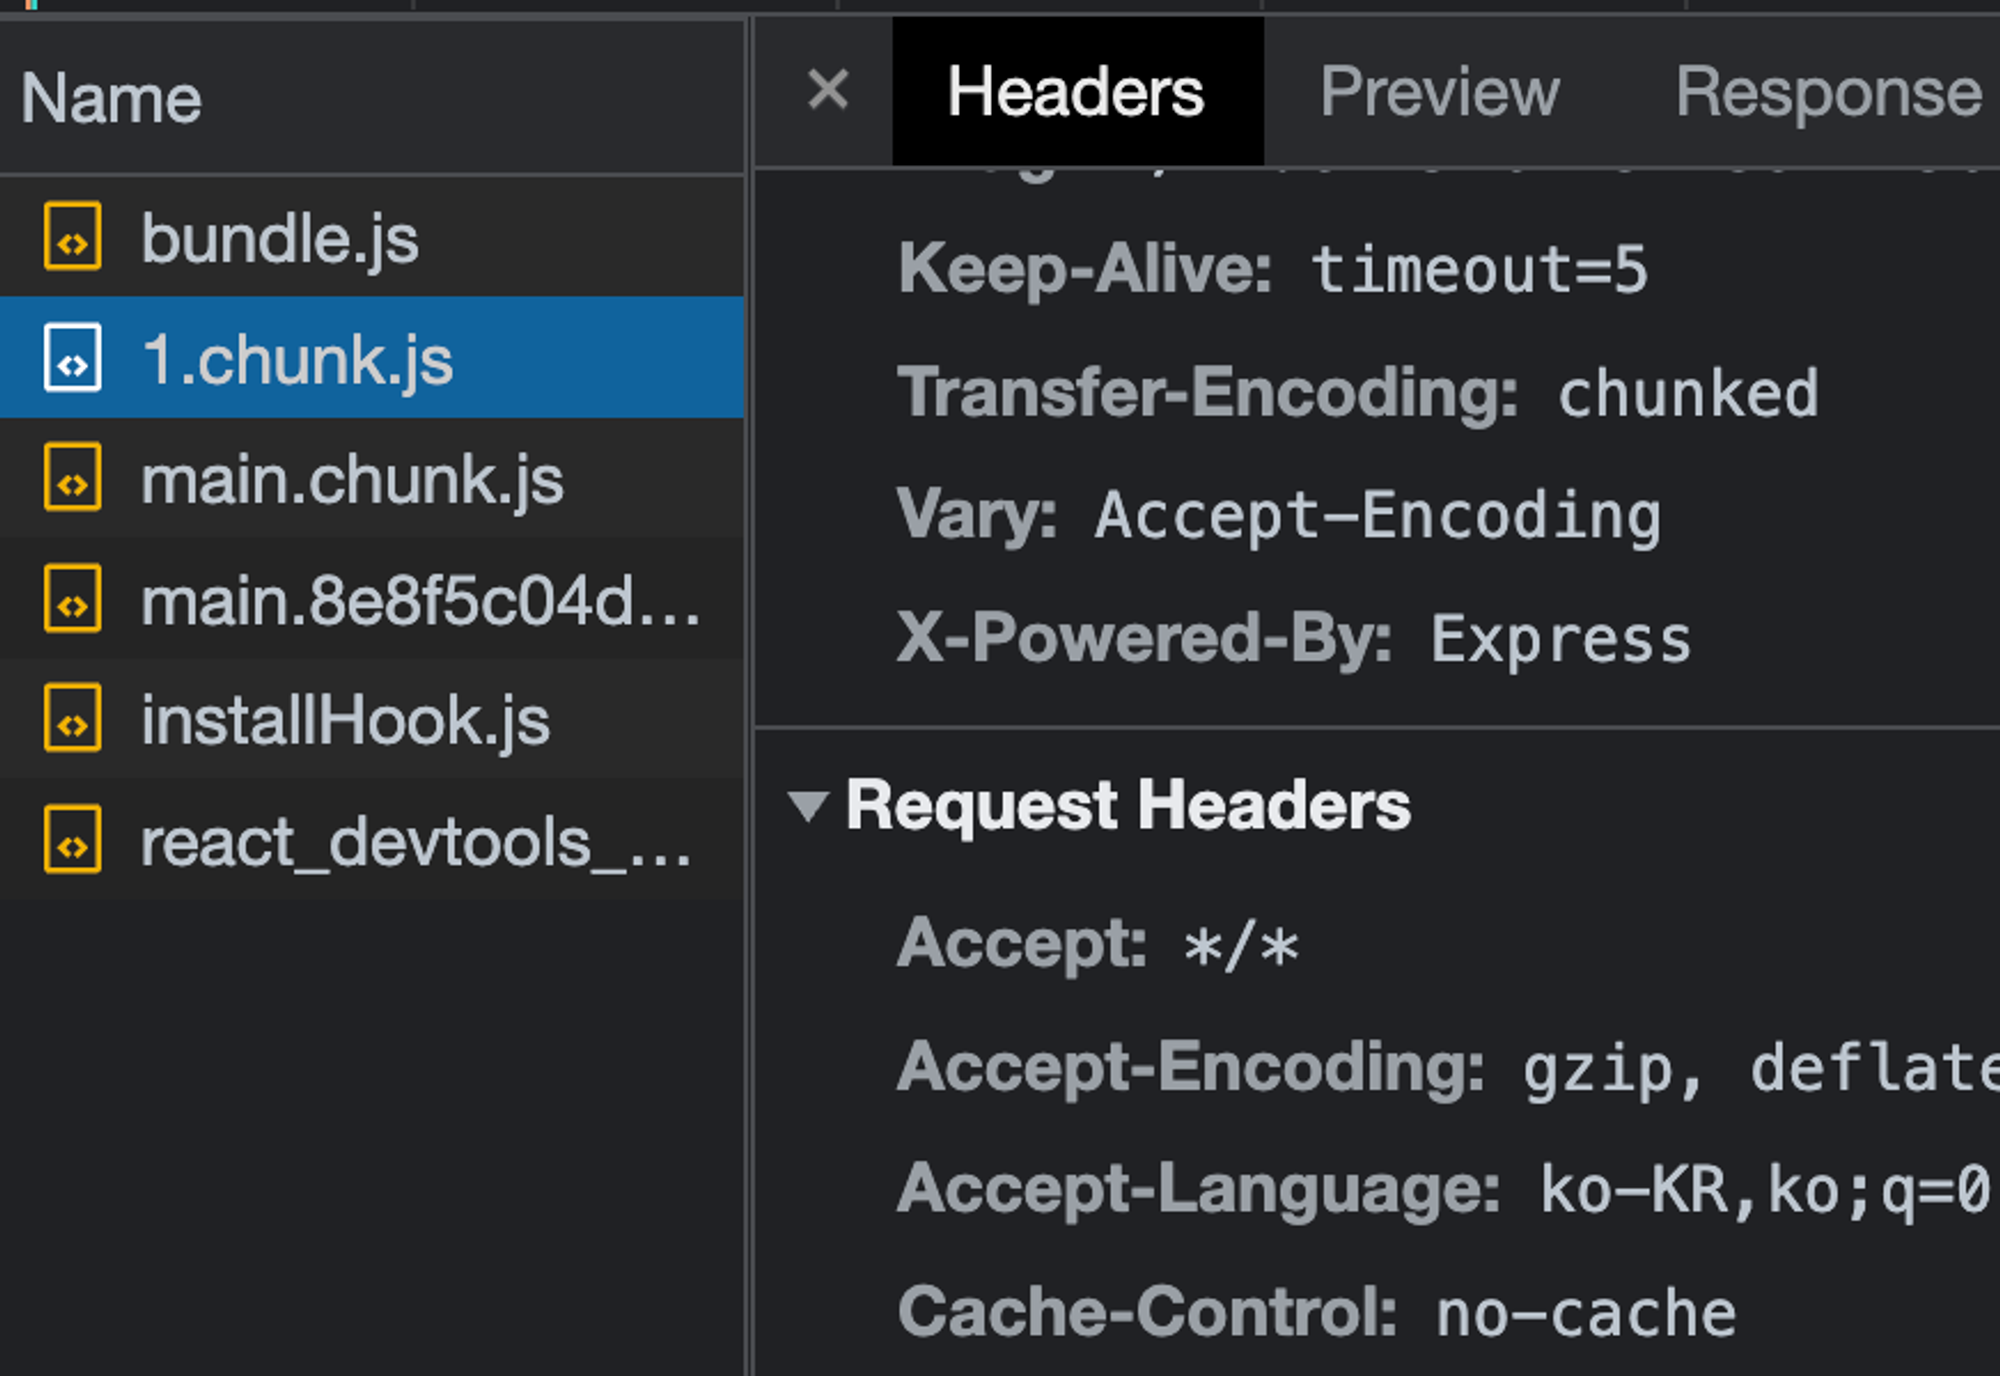 Name
bundle.js
1.chunk.js
main.chunk.js
main.8e8f5c04d...
installHook.js
react_devtools_...
× Headers Preview Response
Keep-Alive: timeout=5
Transfer-Encoding: chunked
Vary: Accept-Encoding
X-Powered-By: Express
▼ Request Headers
Accept: */*
Accept-Encoding: gzip, deflate
Accept-Language: ko-KR,ko;q=0
Cache-Control: no-cache